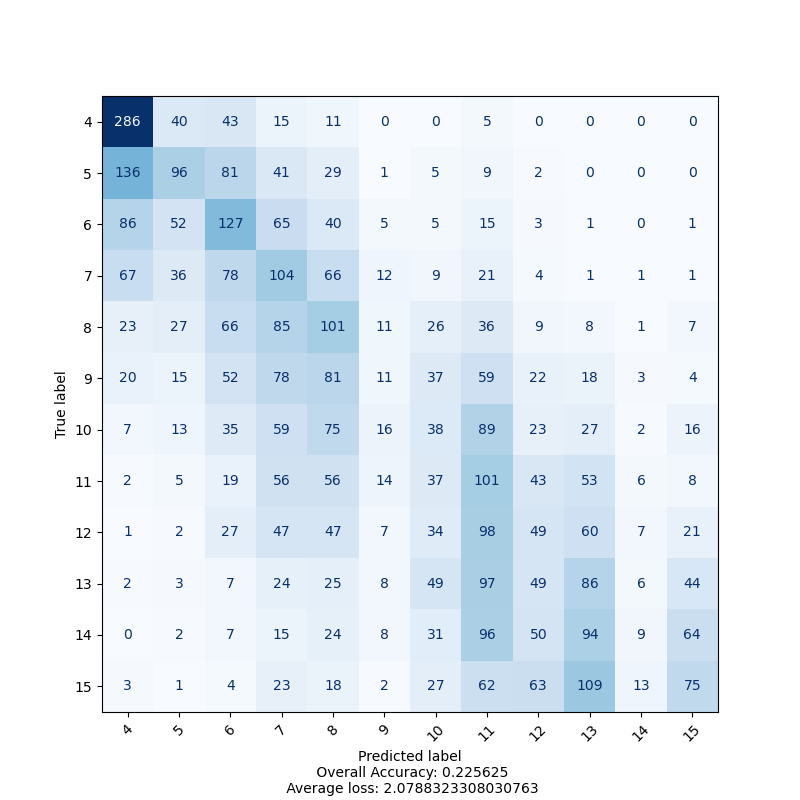 4 286 40 43 15 11 0 0 5 0 0 0 0
5 136 96 81 41 29 1 5 9 2 0 0 0
6 86 52 127 65 40 5 5 15 3 1 0 1
7 67 36 78 104 66 12 9 21 4 1 1 1
8 23 27 66 85 101 11 26 36 9 8 1 7
9 20 15 52 78 81 11 37 59 22 18 3 4
True label
10 7 13 35 59 75 16 38 89 23 27 2 16
11 2 5 19 56 56 14 37 101 43 53 6 8
12 1 2 27 47 47 7 34 98 49 60 7 21
13 2 3 7 24 25 8 49 97 49 86 6 44
14 0 2 7 15 24 8 31 96 50 94 9 64
15 3 1 4 23 18 2 27 62 63 109 13 75
4 5 6 7 8 9 10 11 12 13 14 15
Predicted label
Overall Accuracy: 0.225625
Average loss: 2.0788323308030763